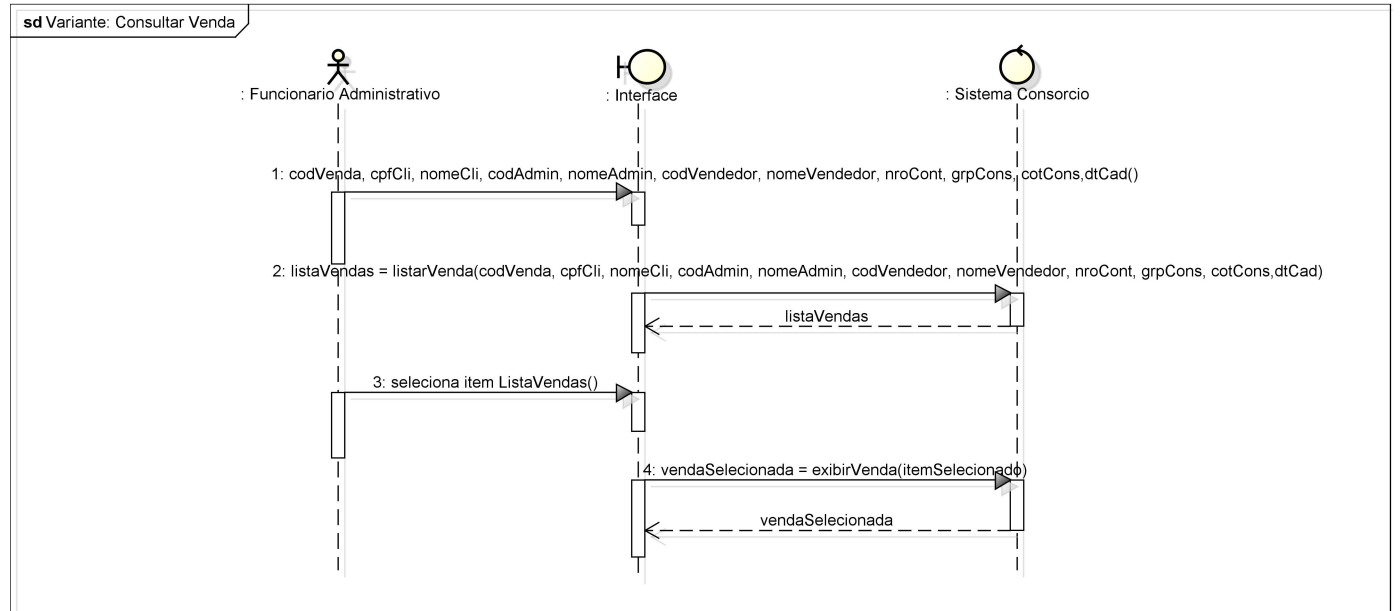 sd Variante: Consultar Venda
: Funcionario Administrativo
: Interface
: Sistema Consorcio
1: codVenda, cpfCli, nomeCli, codAdmin, nomeAdmin, codVendedor, nomeVendedor, nroCont, grpCons, cotCons,dtCad()
2: listaVendas = listarVenda(codVenda, cpfCli, nomeCli, codAdmin, nomeAdmin, codVendedor, nomeVendedor, nroCont, grpCons, cotCons,dtCad)
listaVendas
3: seleciona item ListaVendas()
4: vendaSelecionada = exibirVenda(itemSelecionado)
vendaSelecionada